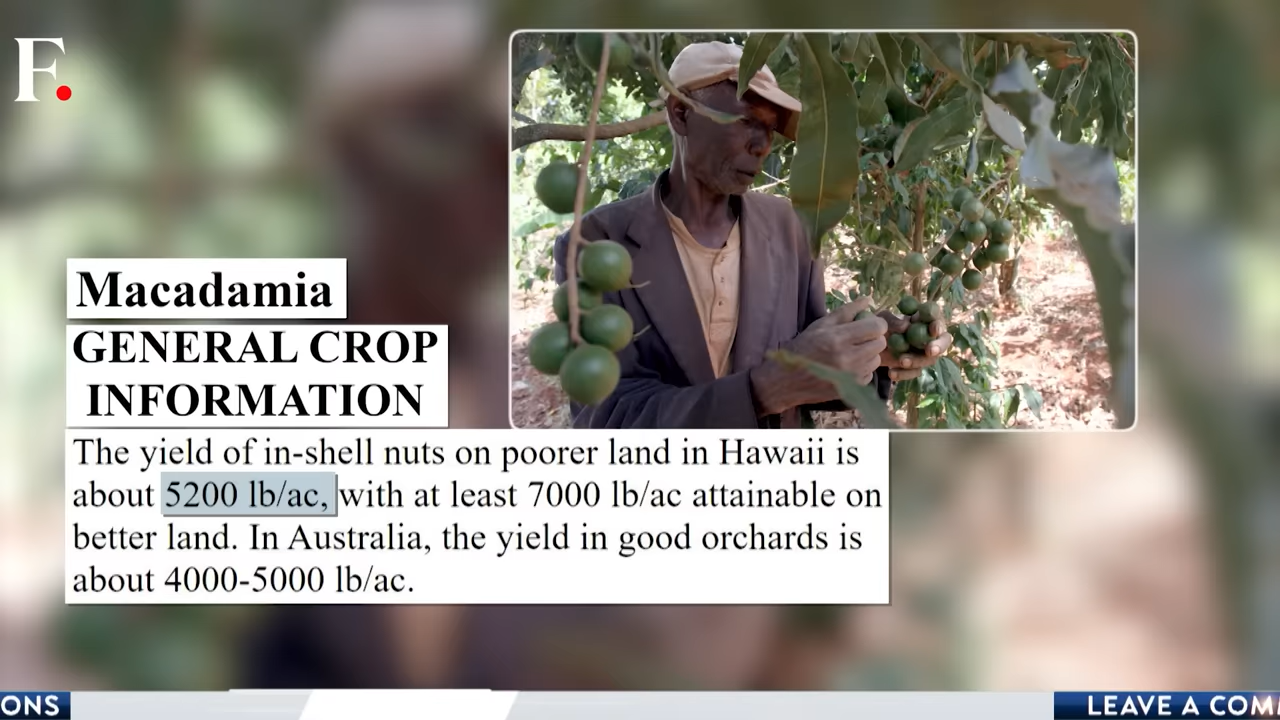 F.
Macadamia
GENERAL CROP
INFORMATION
The yield of in-shell nuts on poorer land in Hawaii is
about 5200 lb/ac, with at least 7000 lb/ac attainable on
better land. In Australia, the yield in good orchards is
about 4000-5000 lb/ac.
ONS
LEAVE A COM